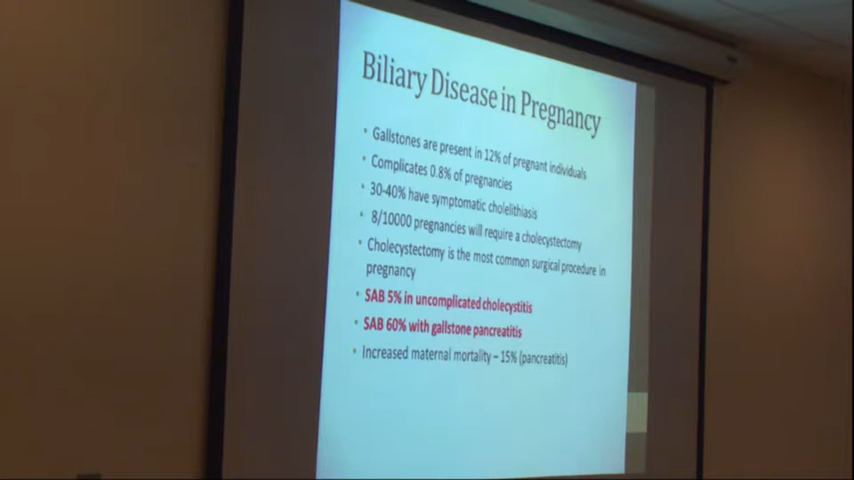 Biliary Disease in Pregnancy
• Gallstones are present in 12% of pregnant individuals
• Complicates 0.8% of pregnancies
• 30-40% have symptomatic cholelithiasis
• 8/10000 pregnancies will require a cholecystectomy
• Cholecystectomy is the most common surgical procedure in
pregnancy
• SAB 5% in uncomplicated cholecystitis
• SAB 60% with gallstone pancreatitis
• Increased maternal mortality – 15% (pancreatitis)